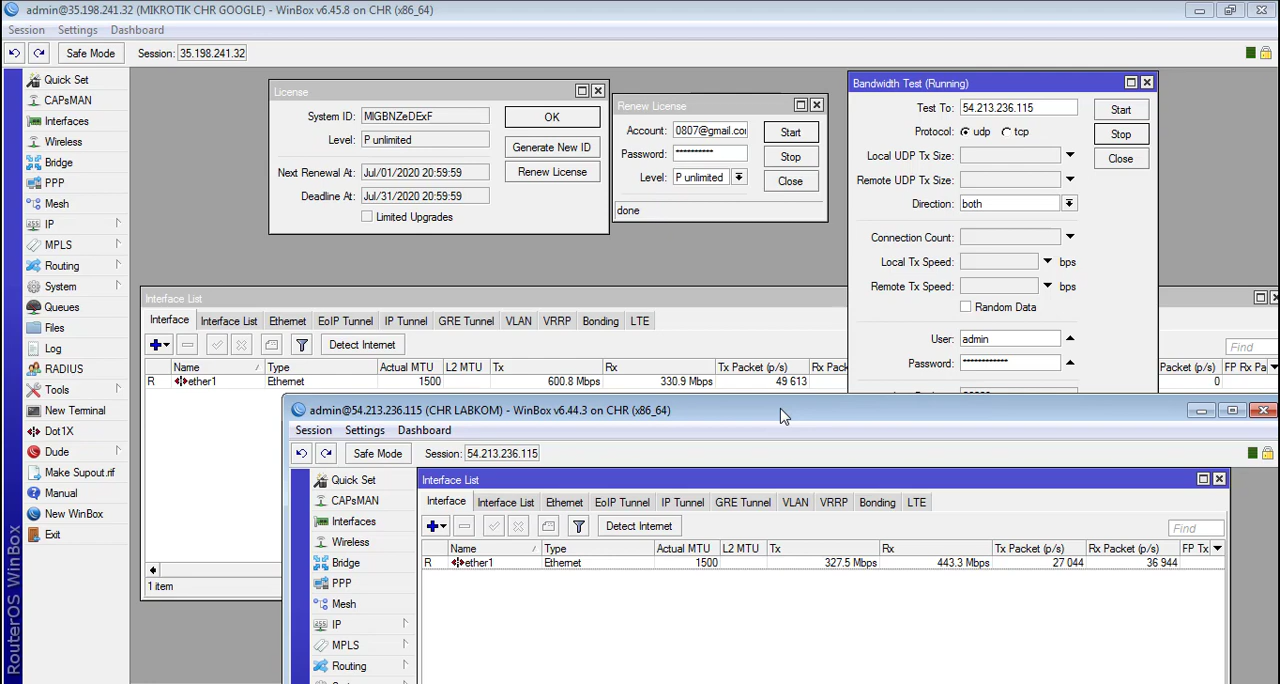 admin@35.198.241.32 (MIKROTIK CHR GOOGLE) - WinBox v6.45.8 on CHR (x86_64)
Session Settings Dashboard
Safe Mode Session: 35.198.241.32
Quick Set
CAPsMAN
Interfaces
Wireless
Bridge
PPP
Mesh
IP
MPLS
Routing
System
Queues
Files
Log
RADIUS
Tools
New Terminal
Dot1X
Dude
Make Supout.rif
Manual
New WinBox
Exit
RouterOS WinBox
License
System ID: MIGBNZeDExF OK
Level: P unlimited Generate New ID
Next Renewal At: Jul/01/2020 20:59:59 Renew License
Deadline At: Jul/31/2020 20:59:59
Limited Upgrades
Renew License
Account: 0807@gmail.co Start
Password: ********** Stop
Level: P unlimited Close
done
Bandwidth Test (Running)
Test To: 54.213.236.115 Start
Protocol: udp tcp Stop
Local UDP Tx Size: Close
Remote UDP Tx Size:
Direction: both
Connection Count:
Local Tx Speed: bps
Remote Tx Speed: bps
Random Data
User: admin
Password: ************
Interface List
Interface Interface List Ethernet EoIP Tunnel IP Tunnel GRE Tunnel VLAN VRRP Bonding LTE
Detect Internet Find
Name Type Actual MTU L2 MTU Tx Rx Tx Packet (p/s) Rx Pack FP Rx P
R ether1 Ethernet 1500 600.8 Mbps 330.9 Mbps 49 613 0
1 item
admin@54.213.236.115 (CHR LABKOM) - WinBox v6.44.3 on CHR (x86_64)
Session Settings Dashboard
Safe Mode Session: 54.213.236.115
Quick Set
CAPsMAN
Interfaces
Wireless
Bridge
PPP
Mesh
IP
MPLS
Routing
Interface List
Interface Interface List Ethernet EoIP Tunnel IP Tunnel GRE Tunnel VLAN VRRP Bonding LTE
Detect Internet Find
Name Type Actual MTU L2 MTU Tx Rx Tx Packet (p/s) Rx Packet (p/s) FP Tx
R ether1 Ethernet 1500 327.5 Mbps 443.3 Mbps 27 044 36 944